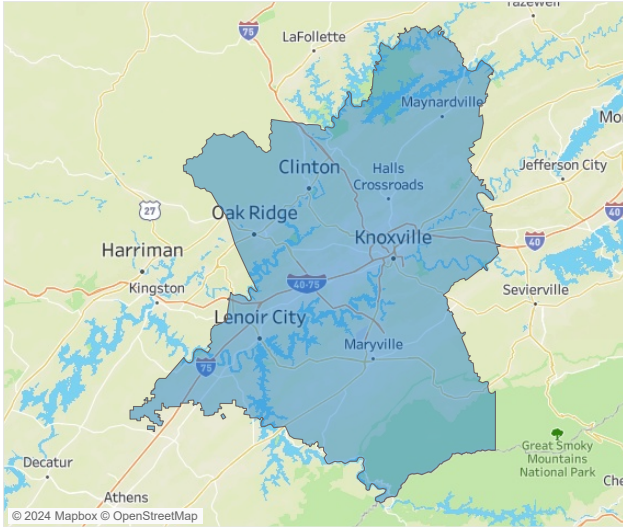 Tazewell
75
LaFollette
Maynardville
Clinton
Halls
Crossroads
Jefferson City
27
Oak Ridge
40
Harriman
Knoxville
40
Kingston
40-75
Sevierville
Lenoir City
Maryville
75
Great Smoky
Mountains
National Park
Decatur
Athens
© 2024 Mapbox © OpenStreetMap